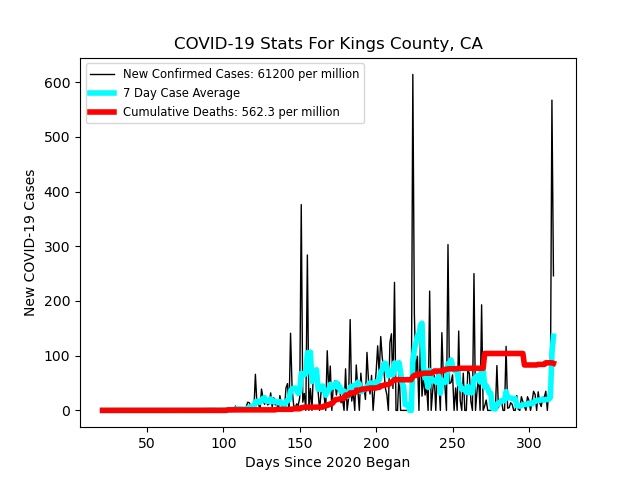 COVID-19 Stats For Kings County, CA
New Confirmed Cases: 61200 per million
7 Day Case Average
Cumulative Deaths: 562.3 per million
New COVID-19 Cases
600
500
400
300
200
100
0
50 100 150 200 250 300
Days Since 2020 Began